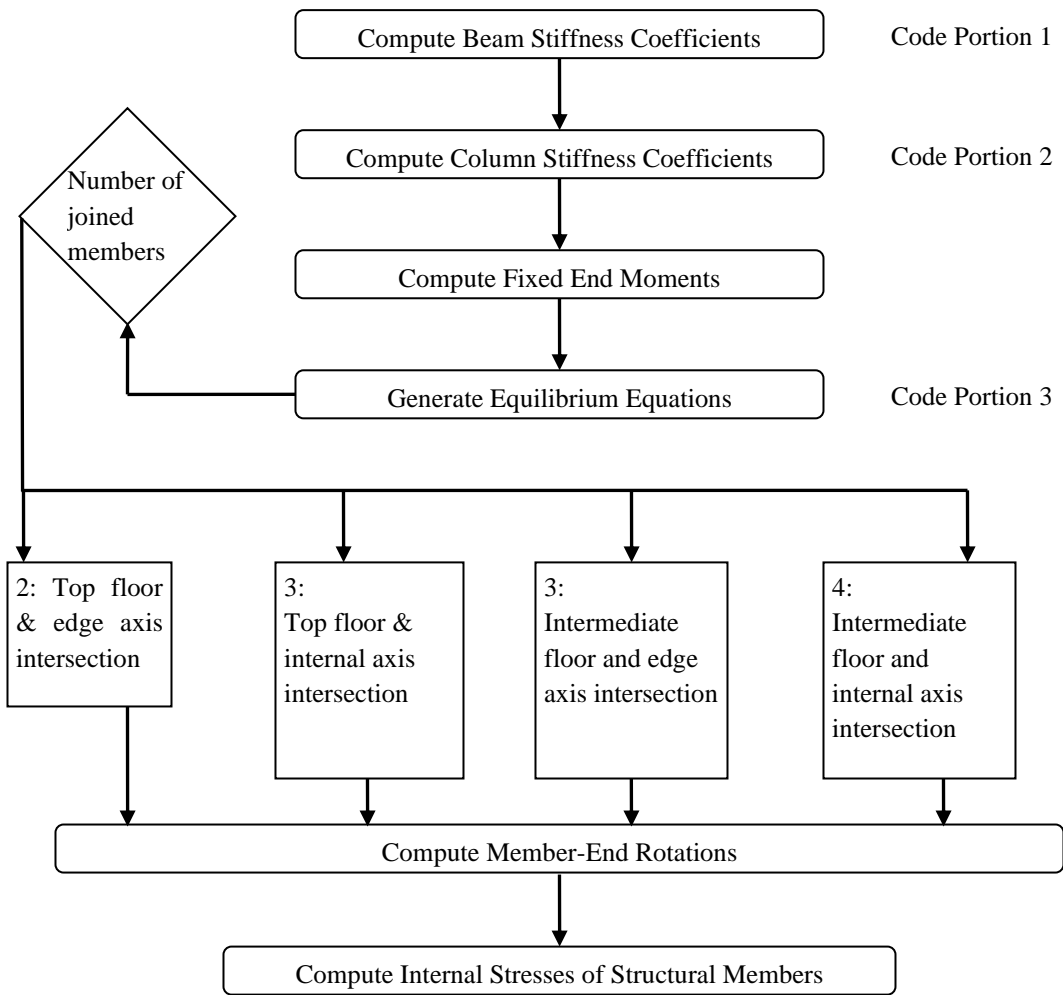 Compute Beam Stiffness Coefficients
Code Portion 1
Compute Column Stiffness Coefficients
Code Portion 2
Number of
joined
members
Compute Fixed End Moments
Generate Equilibrium Equations
Code Portion 3
2: Top floor
& edge axis
intersection
3:
Top floor &
internal axis
intersection
3:
Intermediate
floor and edge
axis intersection
4:
Intermediate
floor and
internal axis
intersection
Compute Member-End Rotations
Compute Internal Stresses of Structural Members